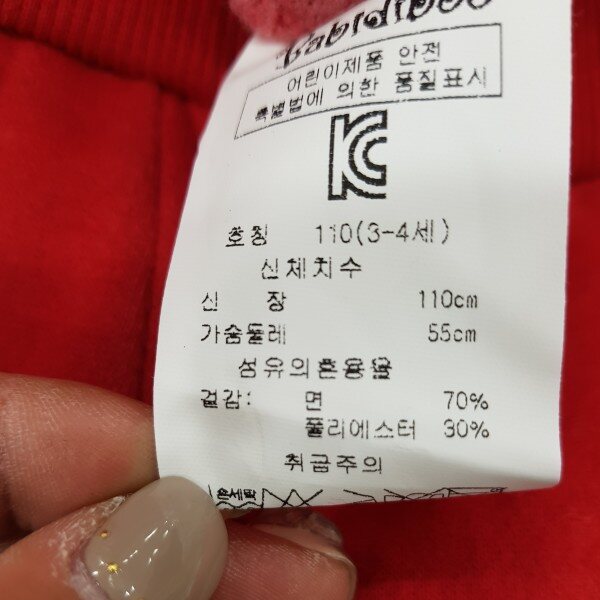 어린이제품 안전
특별법에 의한 품질표시
KC
호칭 110(3-4세)
신체치수
신 장 110cm
가슴둘레 55cm
섬유의혼용율
겉감: 면 70%
폴리에스터 30%
취급주의